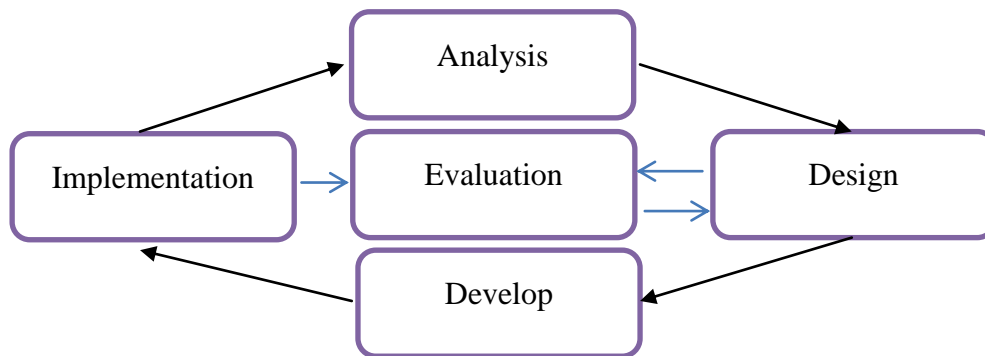 Analysis
Implementation
Evaluation
Design
Develop